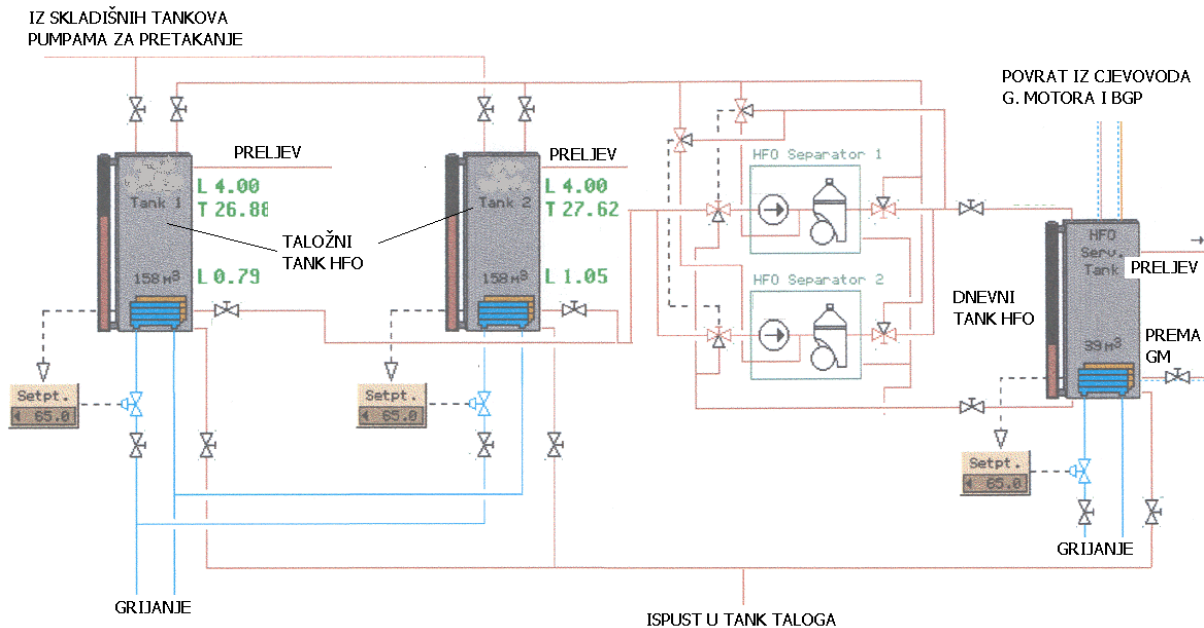 IZ SKLADIŠNIH TANKOVA
PUMPAMA ZA PRETAKANJE
POVRAT IZ CJEVOVODA
G. MOTORA I BGP
PRELJEV
L 4.00
T 26.88
Tank 1
TALOŽNI
TANK HFO
158 м³
L 0.79
PRELJEV
L 4.00
T 27.62
Tank 2
158 м³
L 1.05
HFO Separator 1
HFO Separator 2
HFO
Serv.
Tank
PRELJEV
DNEVNI
TANK HFO
39 м³
PREMA
GM
Setpt.
65.0
Setpt.
65.0
Setpt.
65.0
GRIJANJE
GRIJANJE
ISPUST U TANK TALOGA